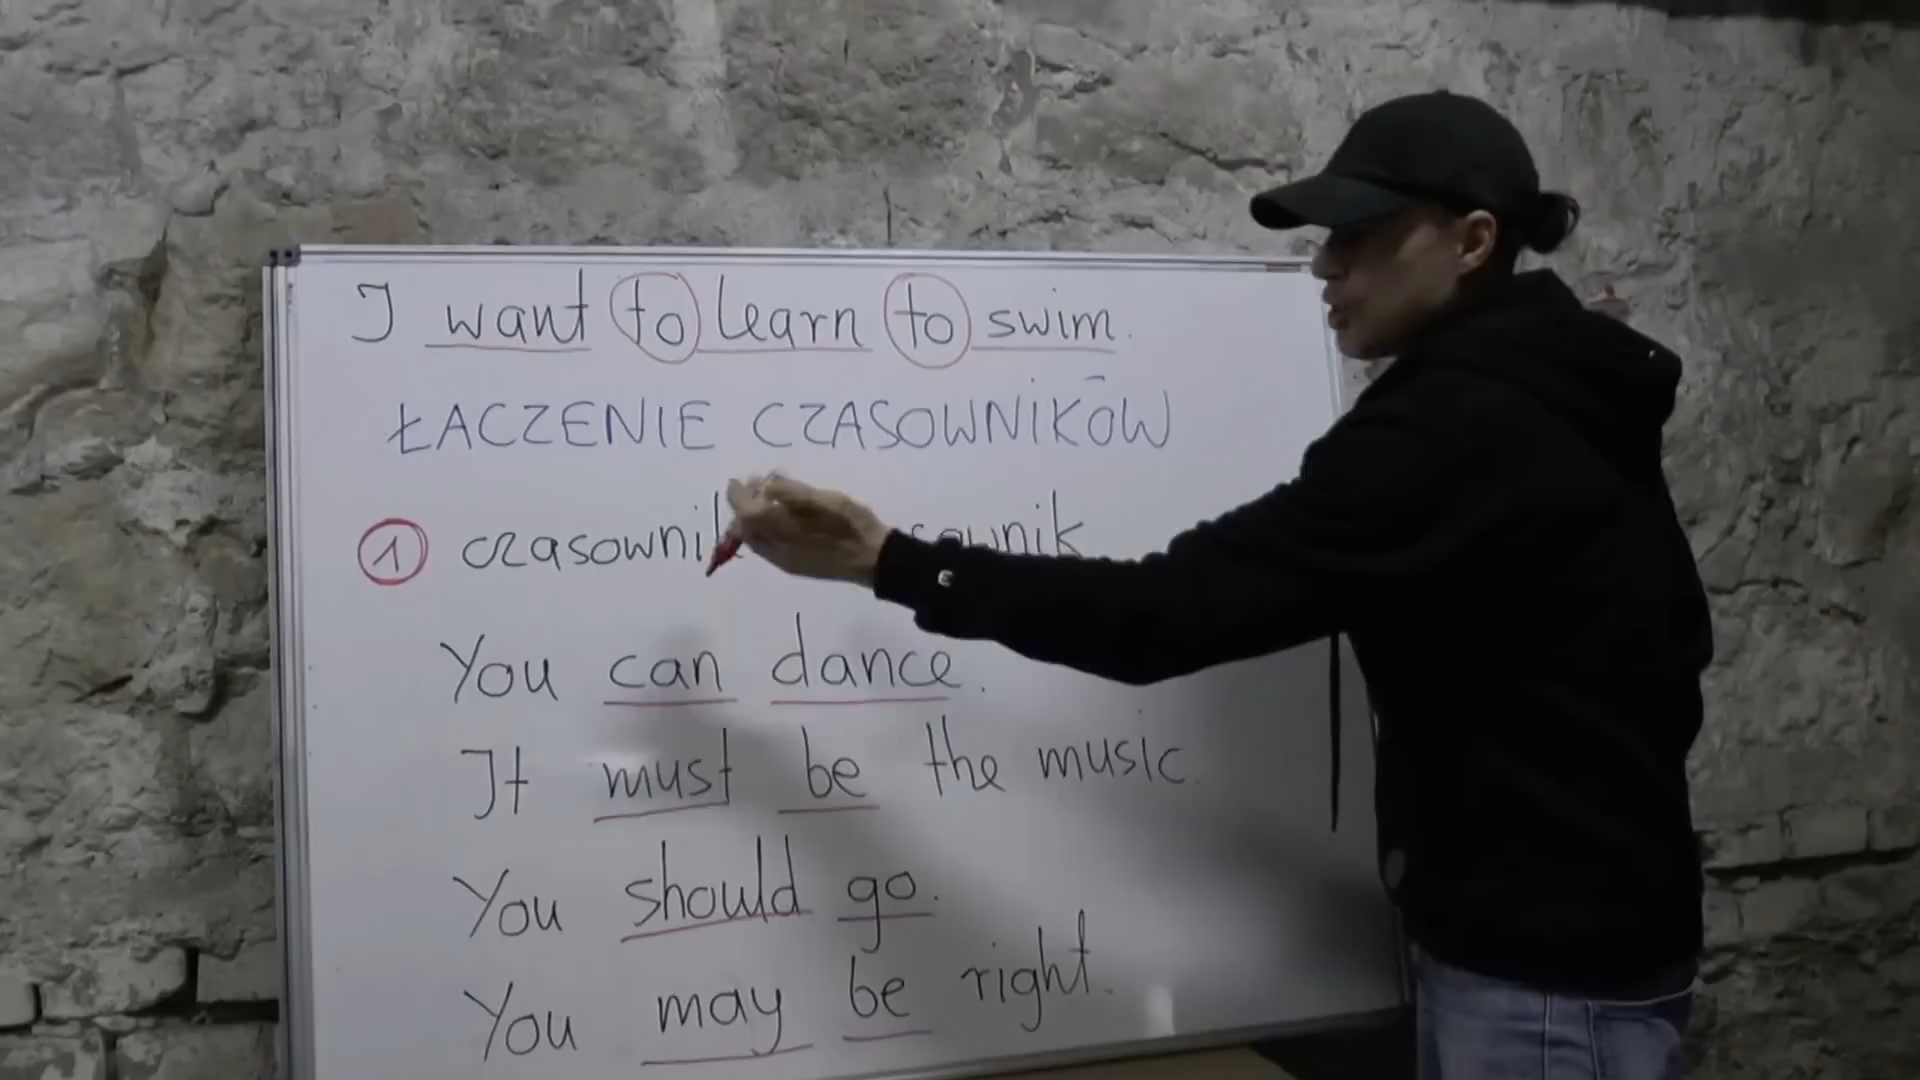 I want to learn to swim.
ŁACZENIE CZASOWNIKÓW
1 czasownik
You can dance.
It must be the music.
You should go.
You may be right.